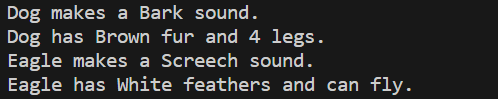 Dog makes a Bark sound.
Dog has Brown fur and 4 legs.
Eagle makes a Screech sound.
Eagle has White feathers and can fly.